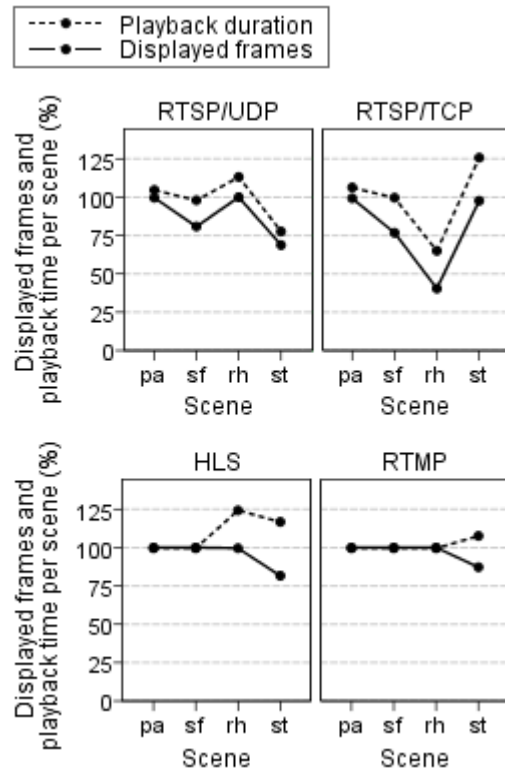 Playback duration
Displayed frames
RTSP/UDP
RTSP/TCP
Displayed frames and
playback time per scene (%)
125
100
75
50
25
0
pa sf rh st
pa sf rh st
Scene
Scene
HLS
RTMP
Displayed frames and
playback time per scene (%)
125
100
75
50
25
0
pa sf rh st
pa sf rh st
Scene
Scene